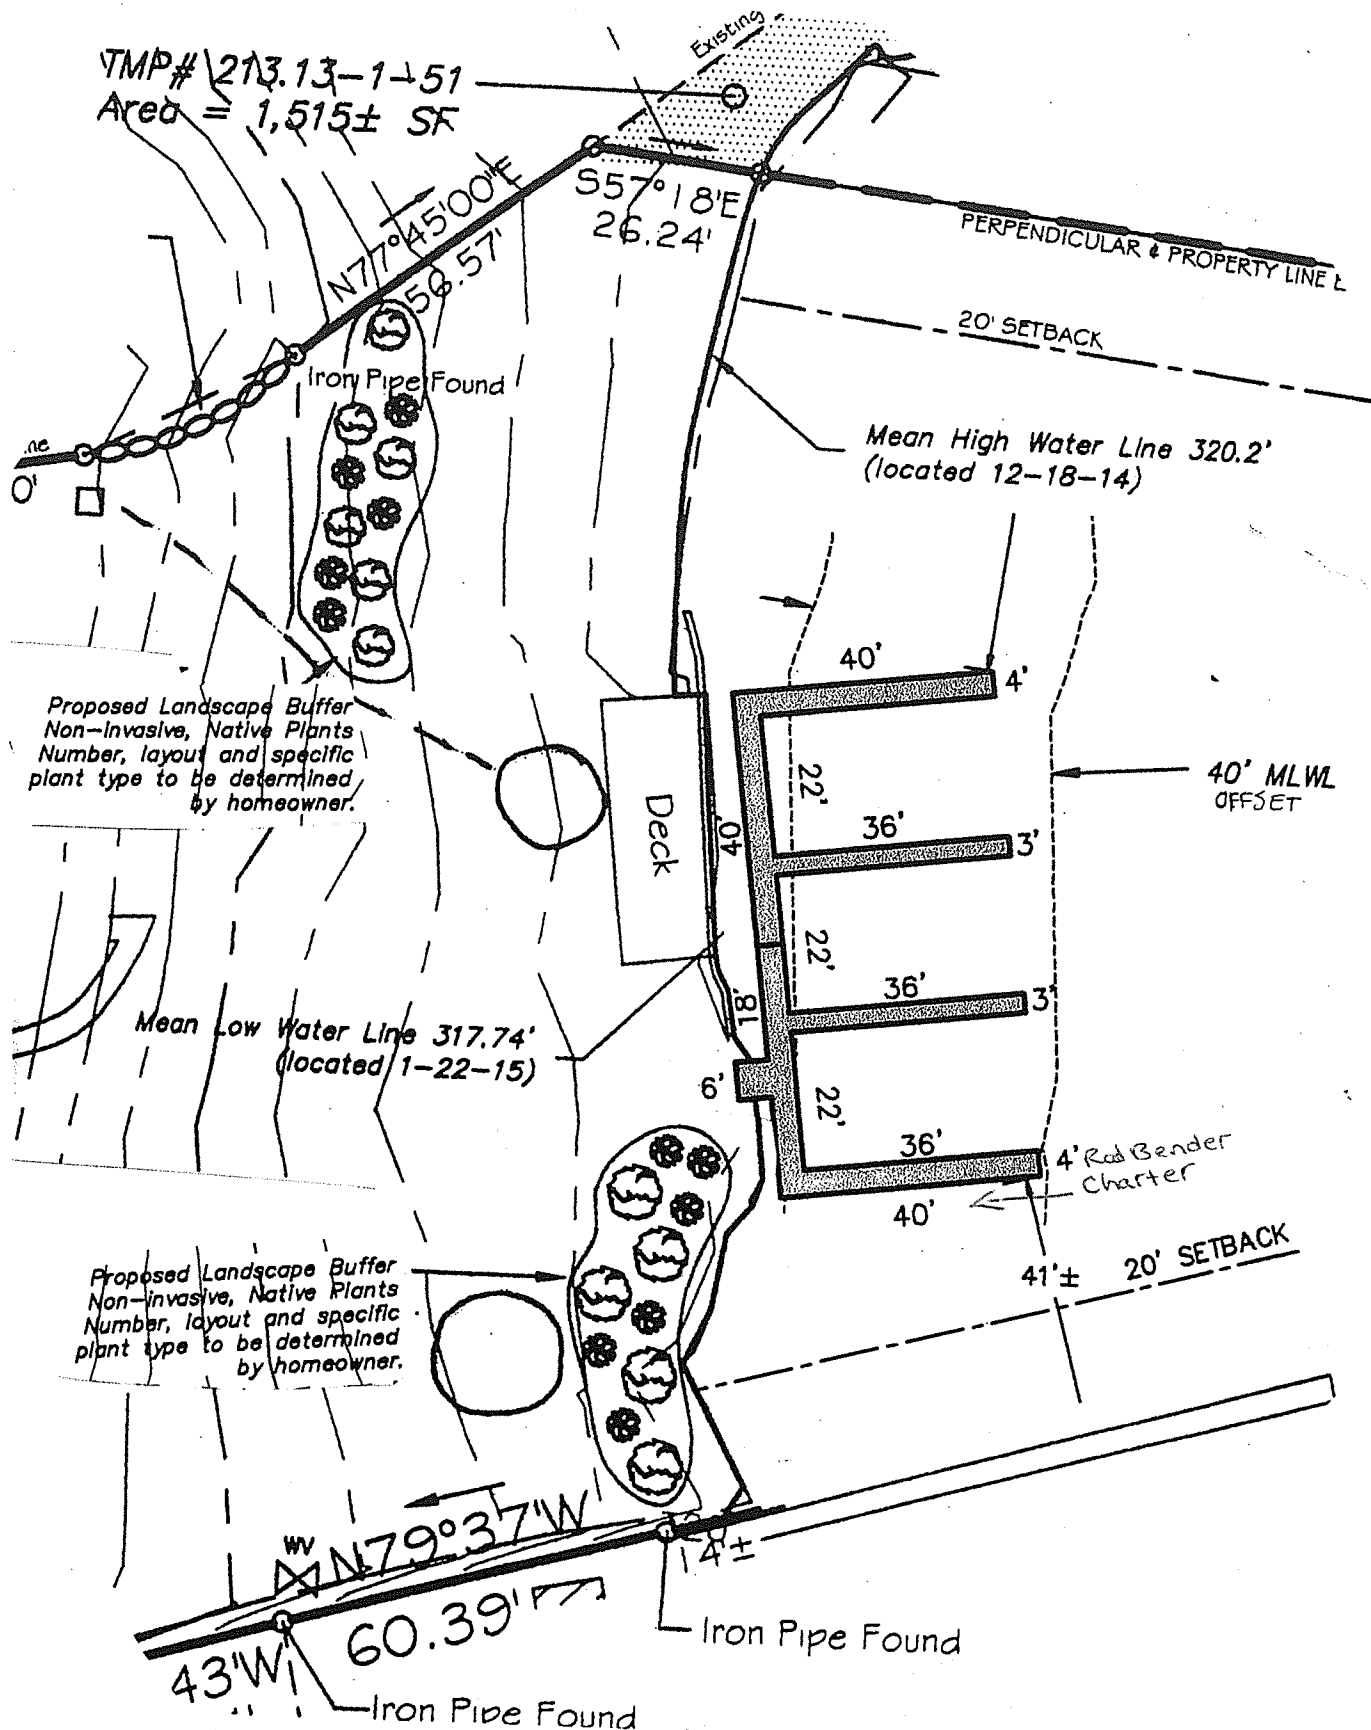 Existing
TMP# 213.13-1-51
Area = 1,515± SF
N77°45'00"E
56.57'
S57°18'E
26.24'
PERPENDICULAR & PROPERTY LINE
20' SETBACK
Iron Pipe Found
0'
Mean High Water Line 320.2'
(located 12-18-14)
40'
4'
Proposed Landscape Buffer
Non-invasive, Native Plants
Number, layout and specific
plant type to be determined
by homeowner.
Deck
22'
40'
36'
3'
40' MLWL
OFFSET
22'
18'
36'
3'
Mean Low Water Line 317.74'
(located 1-22-15)
6'
22'
36'
4'
Rod Bender
Charter
40'
41'±
20' SETBACK
Proposed Landscape Buffer
Non-invasive, Native Plants
Number, layout and specific
plant type to be determined
by homeowner.
WV
N79°37'W
60.39'
14'±
43'W
Iron Pipe Found
Iron Pipe Found